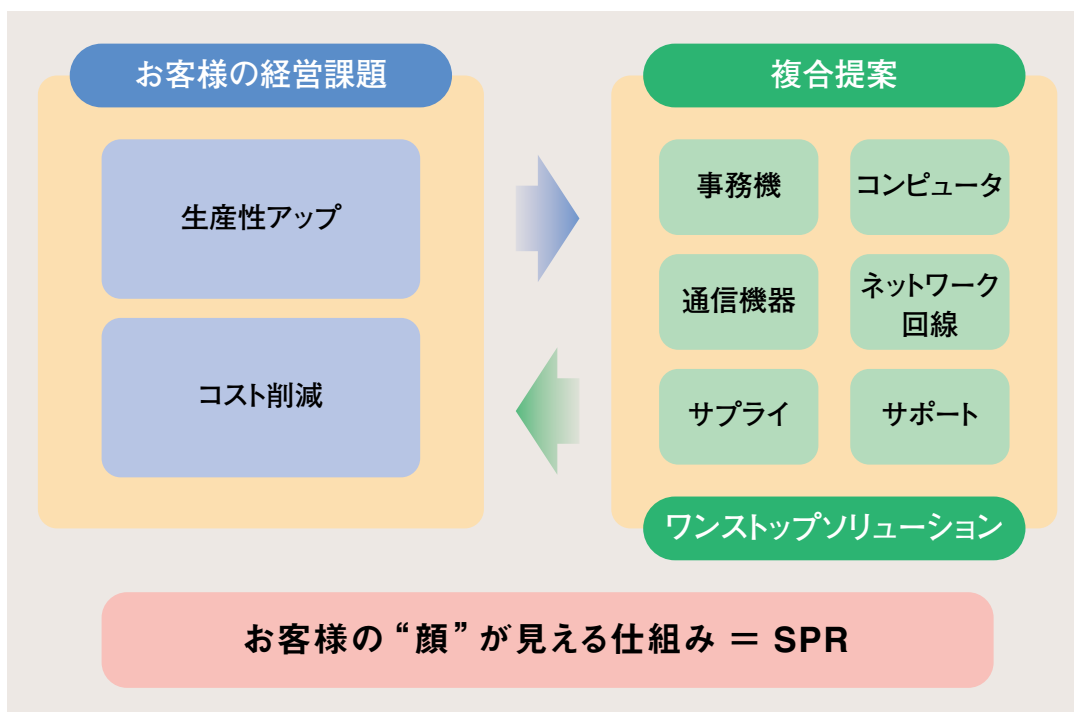 お客様の経営課題
生産性アップ
コスト削減
複合提案
事務機
コンピュータ
通信機器
ネットワーク
回線
サプライ
サポート
ワンストップソリューション
お客様の“顔”が見える仕組み ＝ SPR